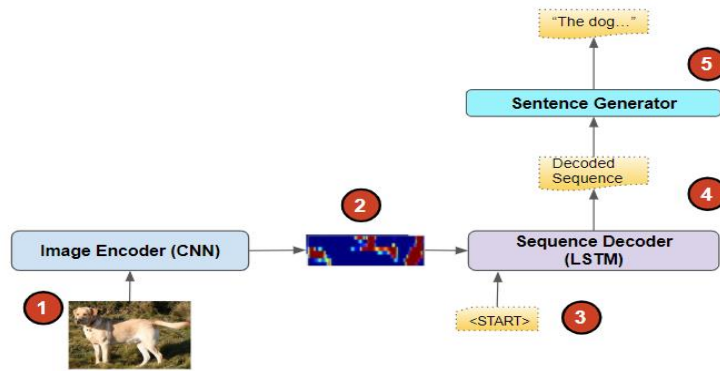 “The dog…”
5
Sentence Generator
Decoded
Sequence
4
2
Image Encoder (CNN)
Sequence Decoder
(LSTM)
1
<START>
3